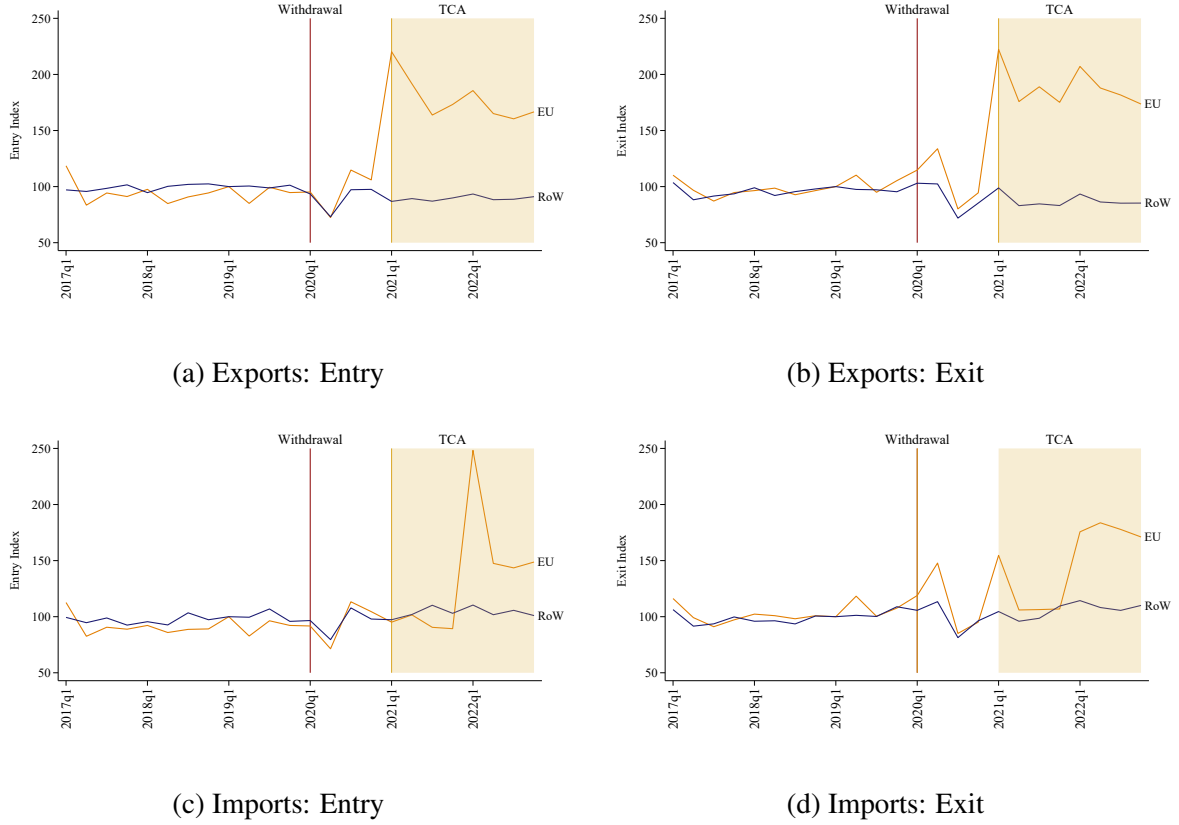 Withdrawal TCA
250
200
150
100
50
Entry Index
EU
RoW
2017q1 2018q1 2019q1 2020q1 2021q1 2022q1
(a) Exports: Entry
Withdrawal TCA
250
200
150
100
50
Exit Index
EU
RoW
2017q1 2018q1 2019q1 2020q1 2021q1 2022q1
(b) Exports: Exit
Withdrawal TCA
250
200
150
100
50
Entry Index
EU
RoW
2017q1 2018q1 2019q1 2020q1 2021q1 2022q1
(c) Imports: Entry
Withdrawal TCA
250
200
150
100
50
Exit Index
EU
RoW
2017q1 2018q1 2019q1 2020q1 2021q1 2022q1
(d) Imports: Exit